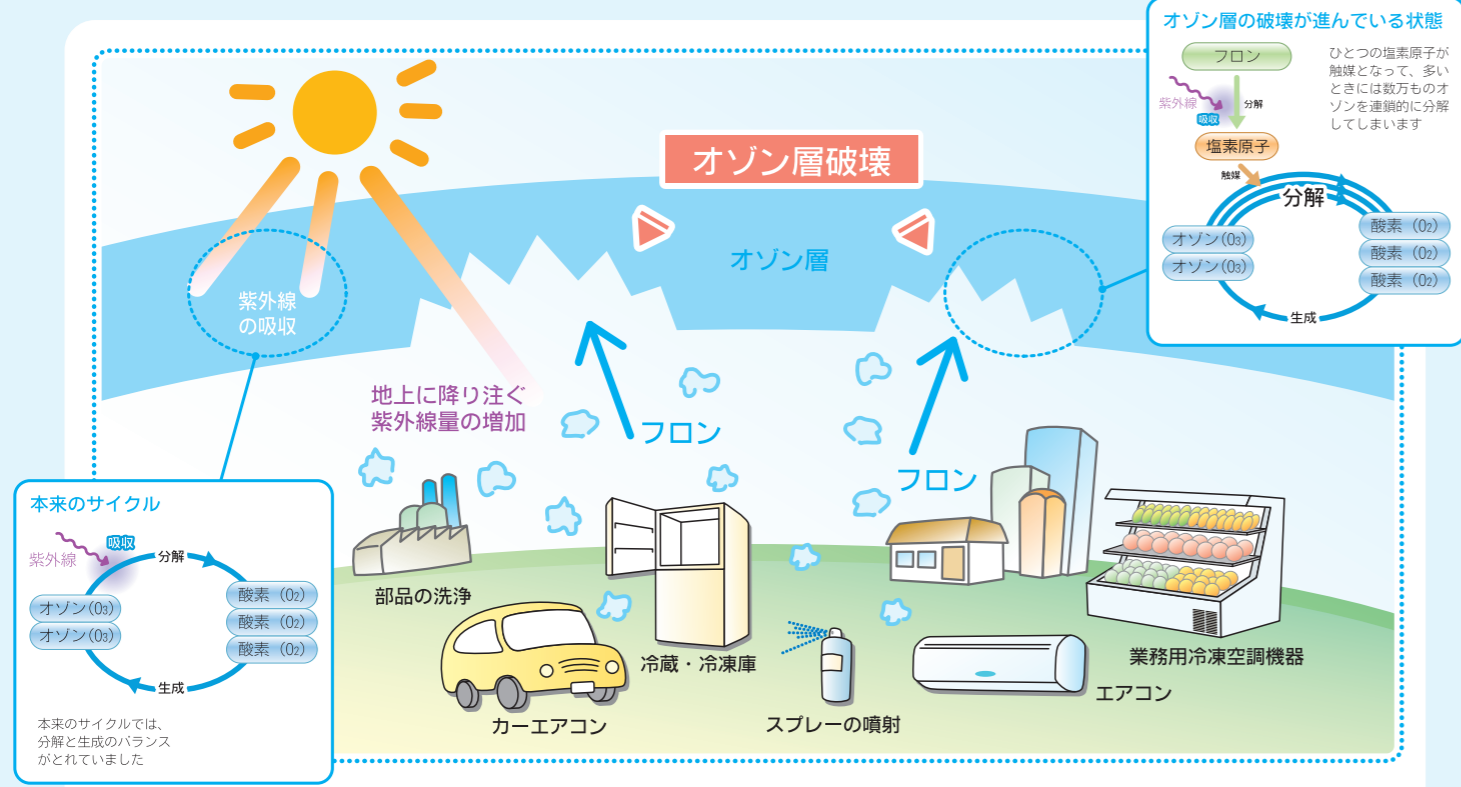 オゾン層の破壊が進んでいる状態
フロン
ひとつの塩素原子が
触媒となって、多い
ときには数万ものオ
ゾンを連鎖的に分解
してしまいます
紫外線
吸収
分解
塩素原子
触媒
分解
オゾン(O3)
オゾン(O3)
酸素 (O2)
酸素 (O2)
酸素 (O2)
生成
オゾン層破壊
オゾン層
紫外線
の吸収
地上に降り注ぐ
紫外線量の増加
フロン
フロン
本来のサイクル
紫外線
吸収
分解
オゾン(O3)
オゾン(O3)
酸素 (O2)
酸素 (O2)
酸素 (O2)
生成
本来のサイクルでは、
分解と生成のバランス
がとれていました
部品の洗浄
冷蔵・冷凍庫
カーエアコン
スプレーの噴射
エアコン
業務用冷凍空調機器